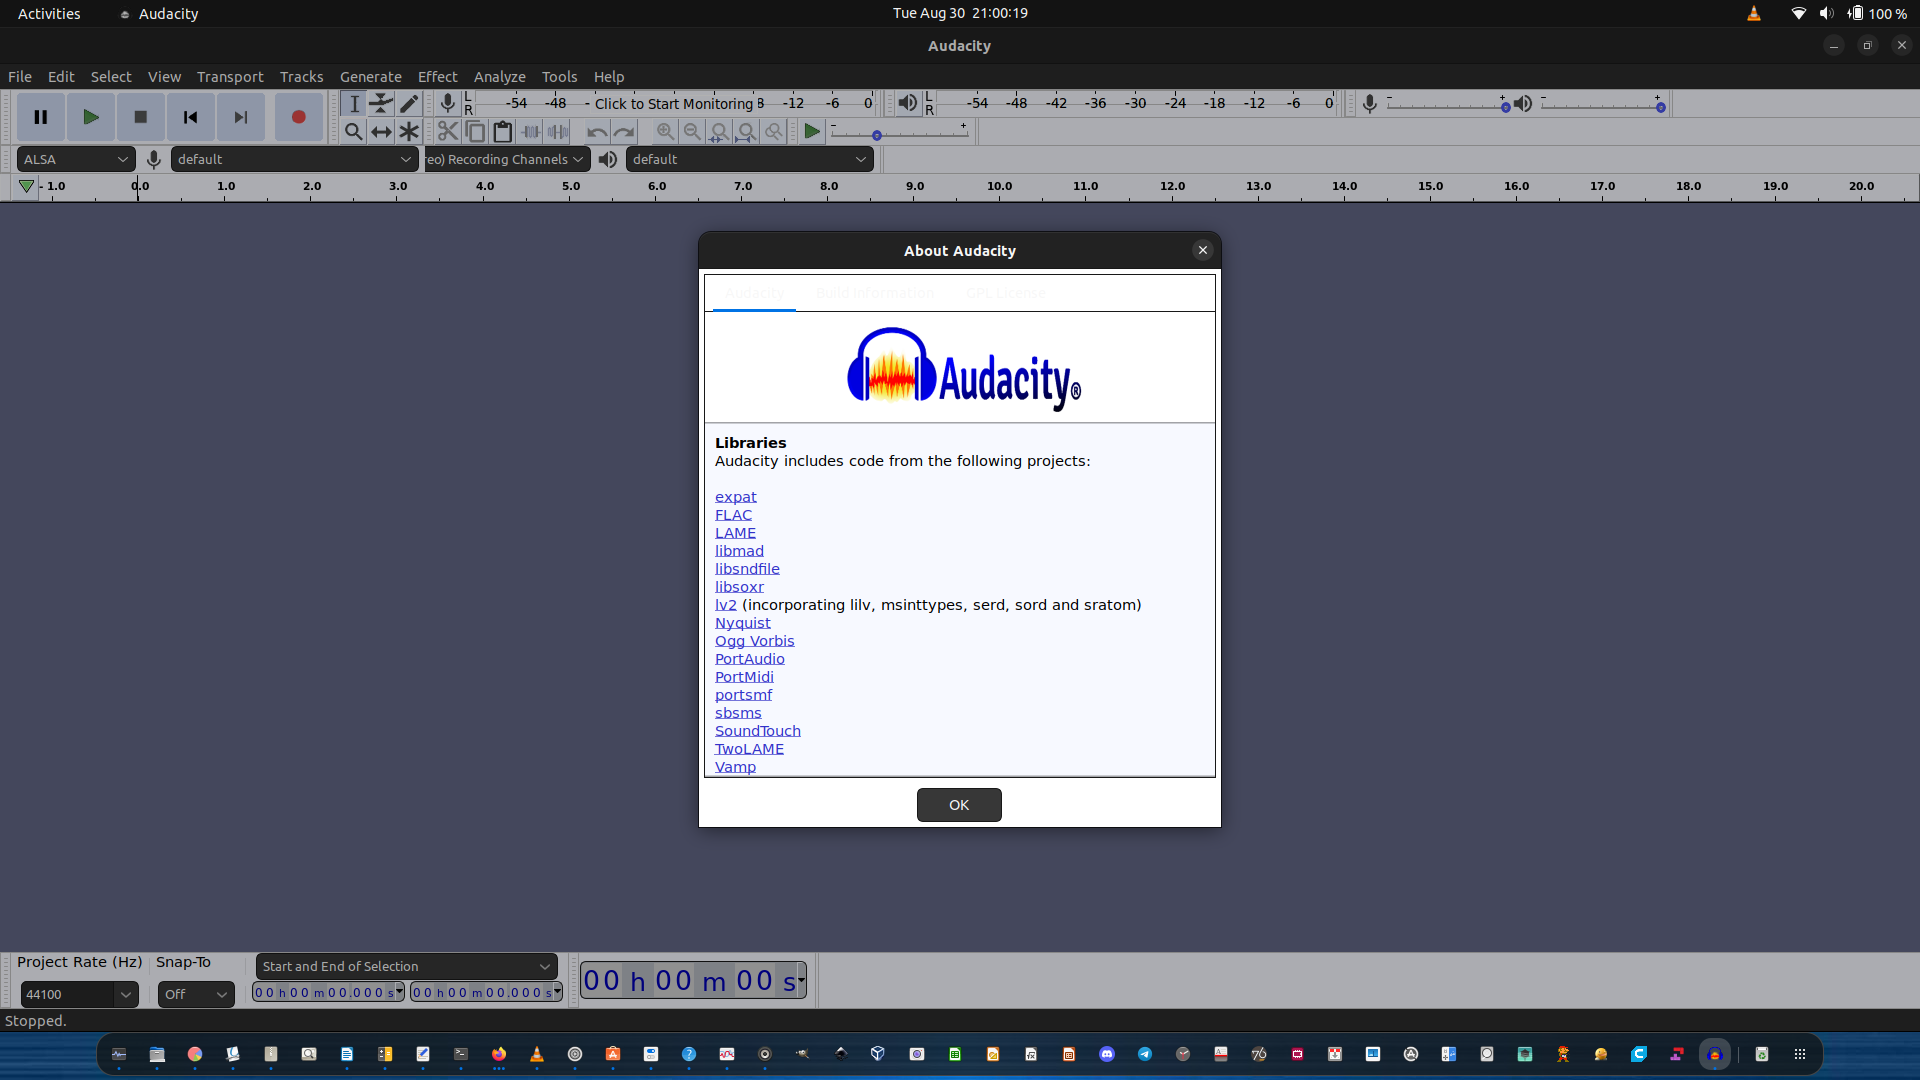 Activities Audacity Tue Aug 30 21:00:19 100 %
Audacity
File Edit Select View Transport Tracks Generate Effect Analyze Tools Help
L R -54 -48 - Click to Start Monitoring 8 -12 -6 0 L R -54 -48 -42 -36 -30 -24 -18 -12 -6 0 - + - +
- +
ALSA default reo) Recording Channels default
- 1.0 0.0 1.0 2.0 3.0 4.0 5.0 6.0 7.0 8.0 9.0 10.0 11.0 12.0 13.0 14.0 15.0 16.0 17.0 18.0 19.0 20.0
About Audacity
Audacity Build Information GPL License
Audacity®
Libraries
Audacity includes code from the following projects:
expat
FLAC
LAME
libmad
libsndfile
libsoxr
lv2 (incorporating lilv, msinttypes, serd, sord and sratom)
Nyquist
Ogg Vorbis
PortAudio
PortMidi
portsmf
sbsms
SoundTouch
TwoLAME
Vamp
OK
Project Rate (Hz) Snap-To Start and End of Selection
44100 Off 00 h 00 m 00.000 s 00 h 00 m 00.000 s 00 h 00 m 00 s
Stopped.